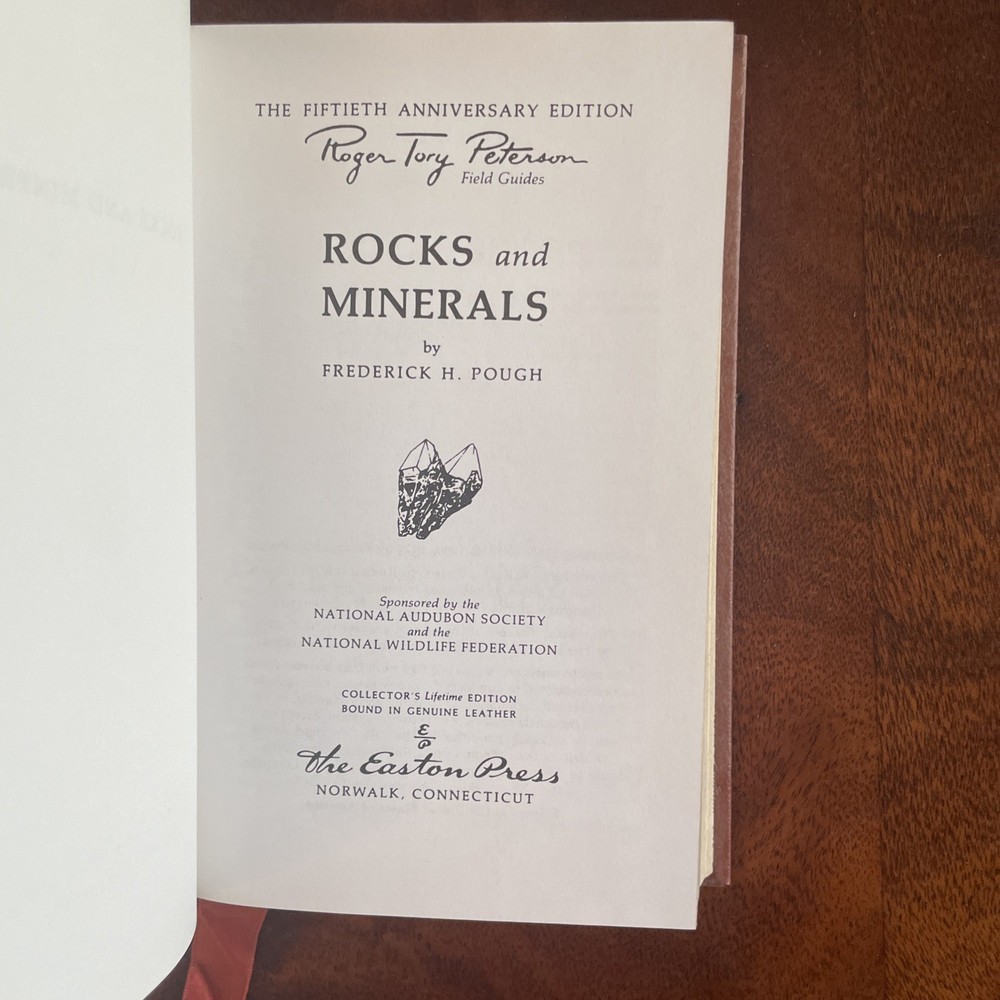 THE FIFTIETH ANNIVERSARY EDITION
Roger Tory Peterson
Field Guides
ROCKS and
MINERALS
by
FREDERICK H. POUGH
Sponsored by the
NATIONAL AUDUBON SOCIETY
and the
NATIONAL WILDLIFE FEDERATION
COLLECTOR'S Lifetime EDITION
BOUND IN GENUINE LEATHER
E
P
The Easton Press
NORWALK, CONNECTICUT